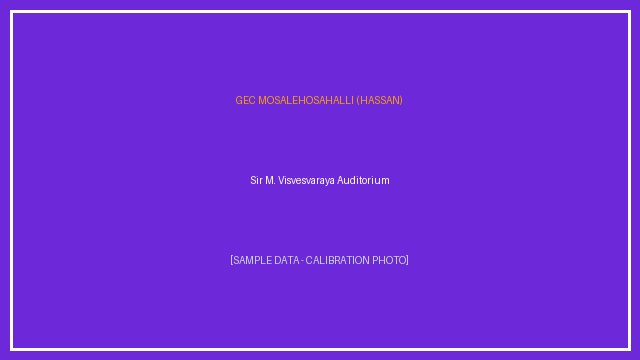 GEC MOSALEHOSAHALLI (HASSAN)
Sir M. Visvesvaraya Auditorium
[SAMPLE DATA - CALIBRATION PHOTO]